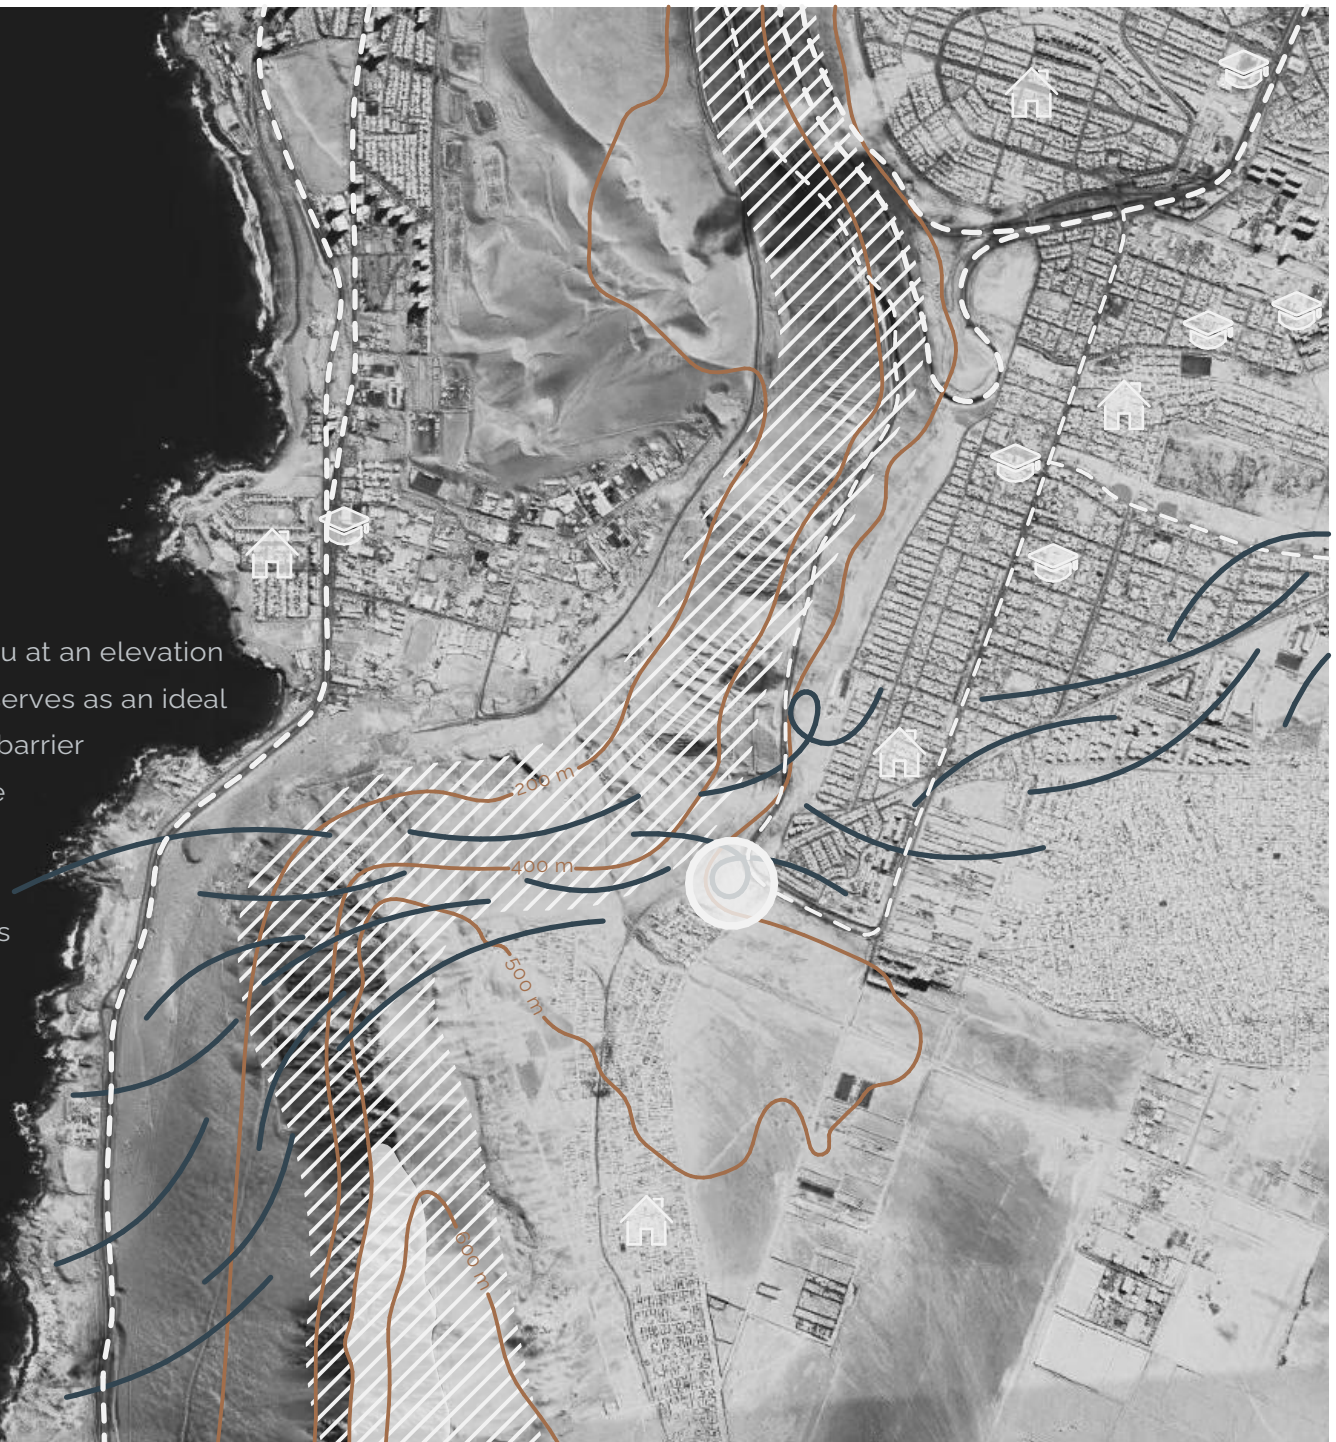 u at an elevation
erves as an ideal
barrier
e
s
200 m
400 m
500 m
600 m